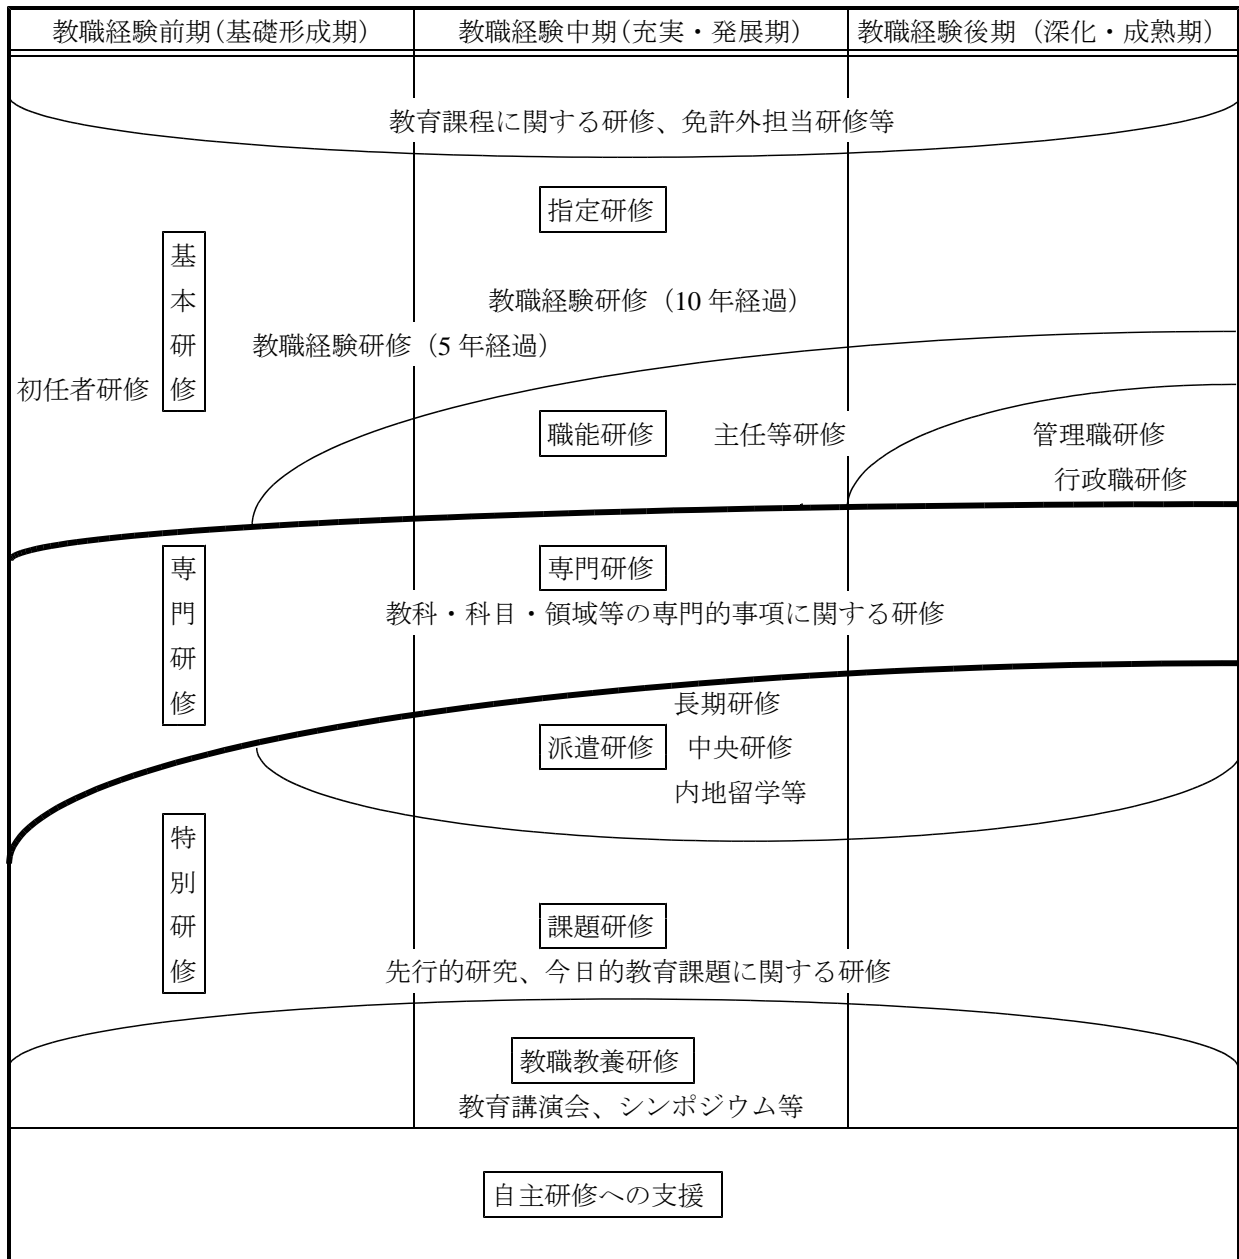 教職経験前期(基礎形成期)
教職経験中期(充実・発展期)
教職経験後期（深化・成熟期）
教育課程に関する研修、免許外担当研修等
指定研修
基本研修
教職経験研修（10年経過）
教職経験研修（5年経過）
初任者研修
職能研修
主任等研修
管理職研修
行政職研修
専門研修
専門研修
教科・科目・領域等の専門的事項に関する研修
長期研修
派遣研修
中央研修
内地留学等
特別研修
課題研修
先行的研究、今日的教育課題に関する研修
教職教養研修
教育講演会、シンポジウム等
自主研修への支援